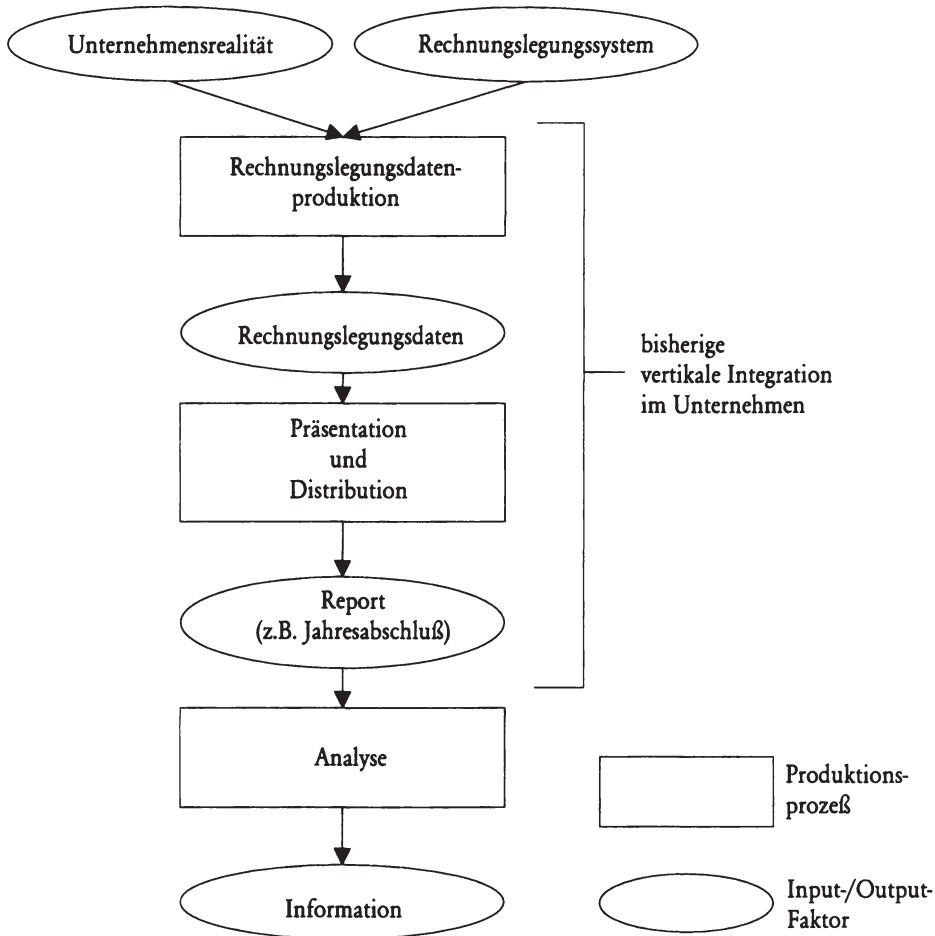 Unternehmensrealität
Rechnungslegungssystem
Rechnungslegungsdaten-
produktion
Rechnungslegungsdaten
bisherige
vertikale Integration
im Unternehmen
Präsentation
und
Distribution
Report
(z.B. Jahresabschluß)
Analyse
Produktions-
prozeß
Information
Input-/Output-
Faktor